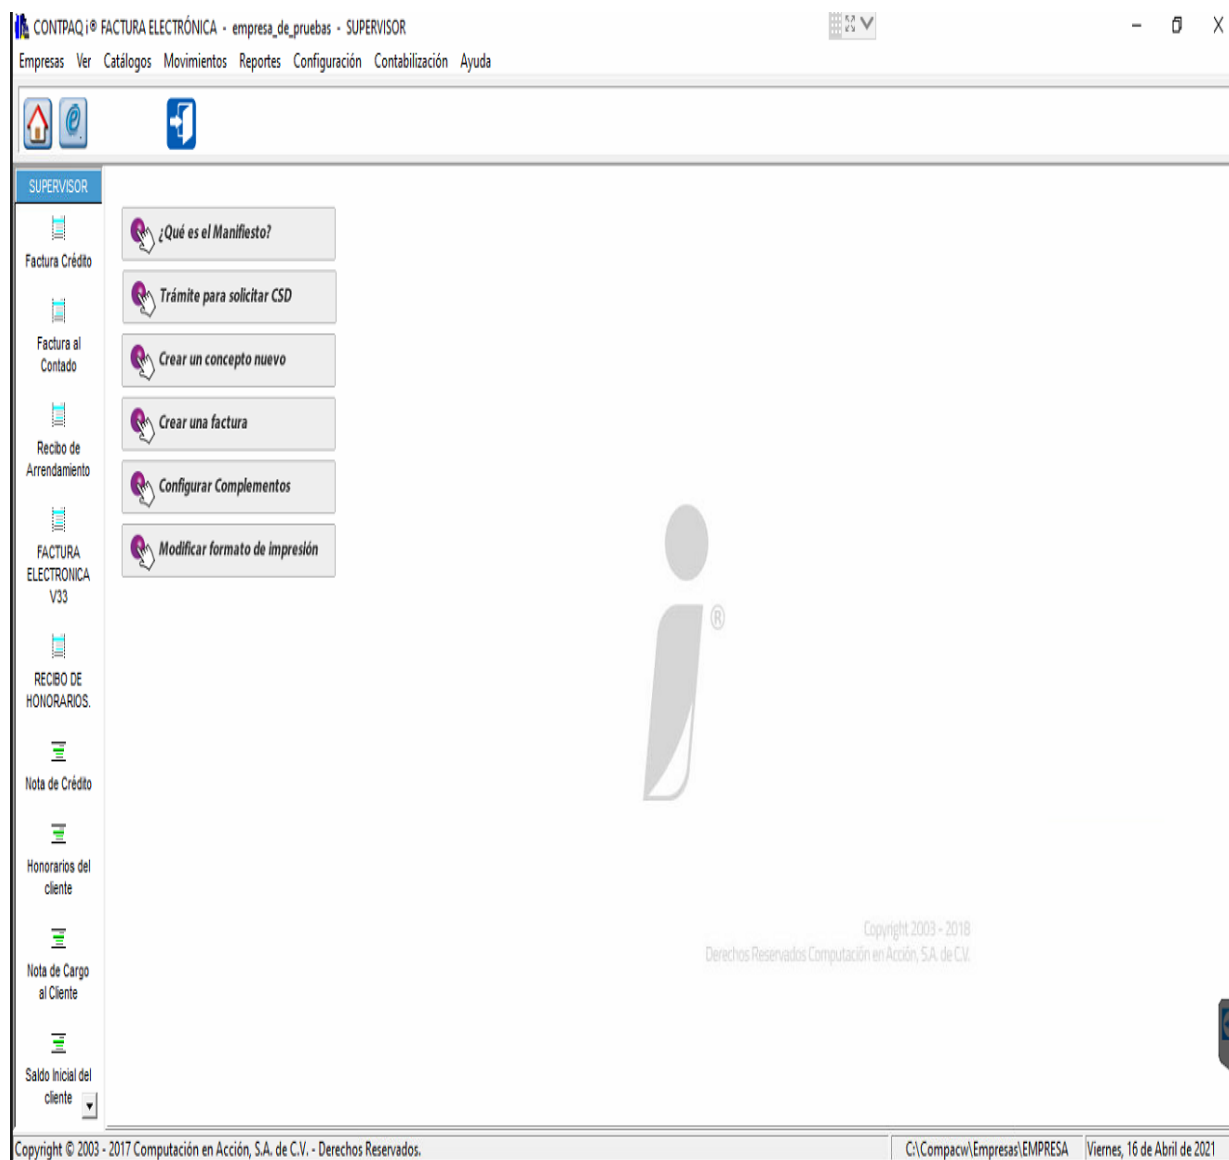 CONTPAQ i® FACTURA ELECTRÓNICA - empresa_de_pruebas - SUPERVISOR
Empresas Ver Catálogos Movimientos Reportes Configuración Contabilización Ayuda
SUPERVISOR
Factura Crédito
Factura al
Contado
Recibo de
Arrendamiento
FACTURA
ELECTRONICA
V33
RECIBO DE
HONORARIOS.
Nota de Crédito
Honorarios del
cliente
Nota de Cargo
al Cliente
Saldo Inicial del
cliente
¿Qué es el Manifiesto?
Trámite para solicitar CSD
Crear un concepto nuevo
Crear una factura
Configurar Complementos
Modificar formato de impresión
®
Copyright 2003 - 2018
Derechos Reservados Computación en Acción, S.A. de C.V.
Copyright © 2003 - 2017 Computación en Acción, S.A. de C.V. - Derechos Reservados.
C:\Compacw\Empresas\EMPRESA
Viernes, 16 de Abril de 2021